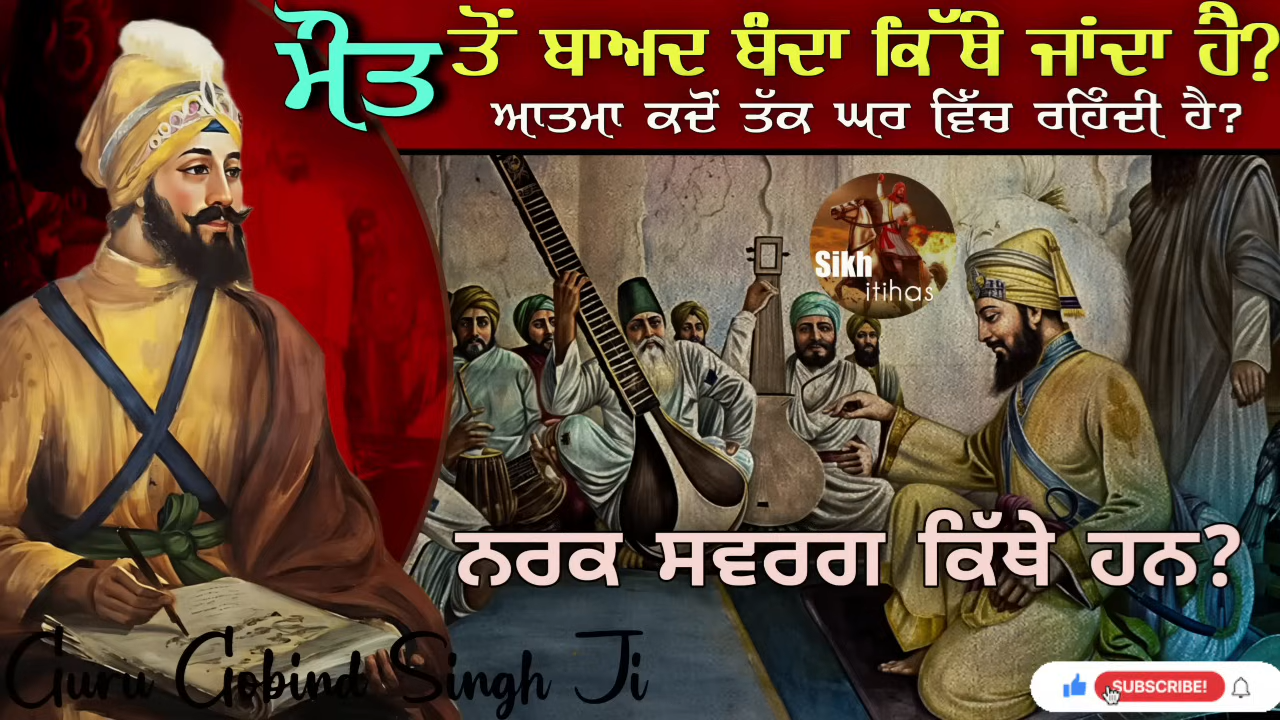 ਮੌਤ ਤੋਂ ਬਾਅਦ ਬੰਦਾ ਕਿੱਥੇ ਜਾਂਦਾ ਹੈ?
ਆਤਮਾ ਕਦੋਂ ਤੱਕ ਘਰ ਵਿੱਚ ਰਹਿੰਦੀ ਹੈ?
Sikh
itihas
ਨਰਕ ਸਵਰਗ ਕਿੱਥੇ ਹਨ?
Guru Gobind Singh Ji
SUBSCRIBE!